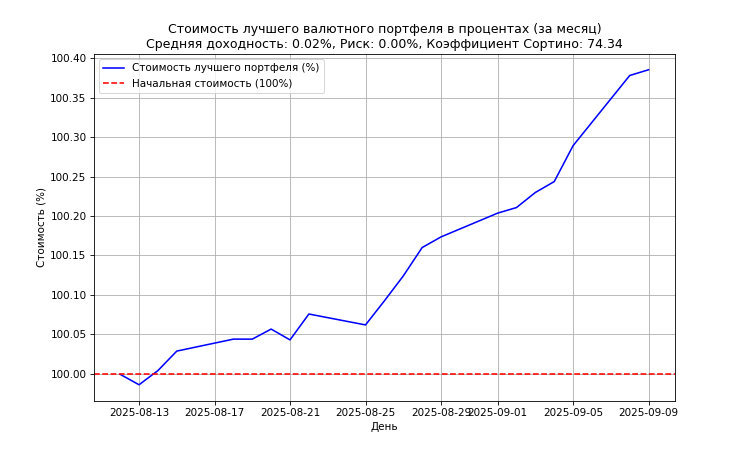 Стоимость лучшего валютного портфеля в процентах (за месяц)
Средняя доходность: 0.02%, Риск: 0.00%, Коэффициент Сортино: 74.34
Стоимость лучшего портфеля (%)
Начальная стоимость (100%)
Стоимость (%)
100.40
100.35
100.30
100.25
100.20
100.15
100.10
100.05
100.00
2025-08-13 2025-08-17 2025-08-21 2025-08-25 2025-08-29 2025-09-01 2025-09-05 2025-09-09
День